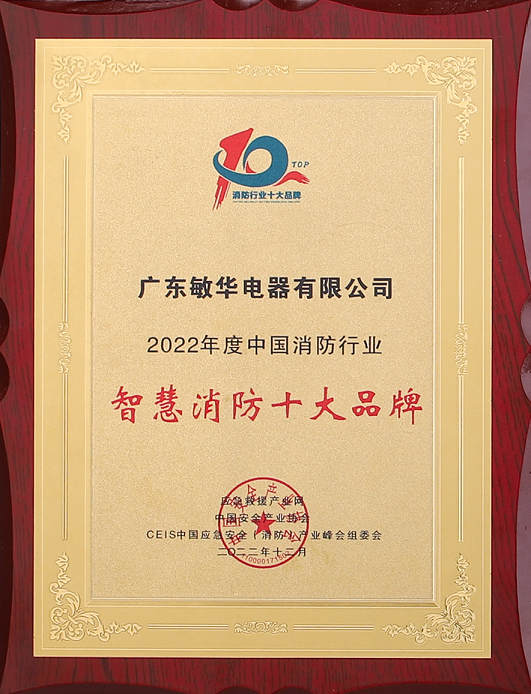 10
TOP
消防行业十大品牌
广东敏华电器有限公司
2022年度中国消防行业
智慧消防十大品牌
应急救援产业网
中国安全产业协会
CEIS中国应急安全(消防)产业峰会组委会
二〇二二年十二月